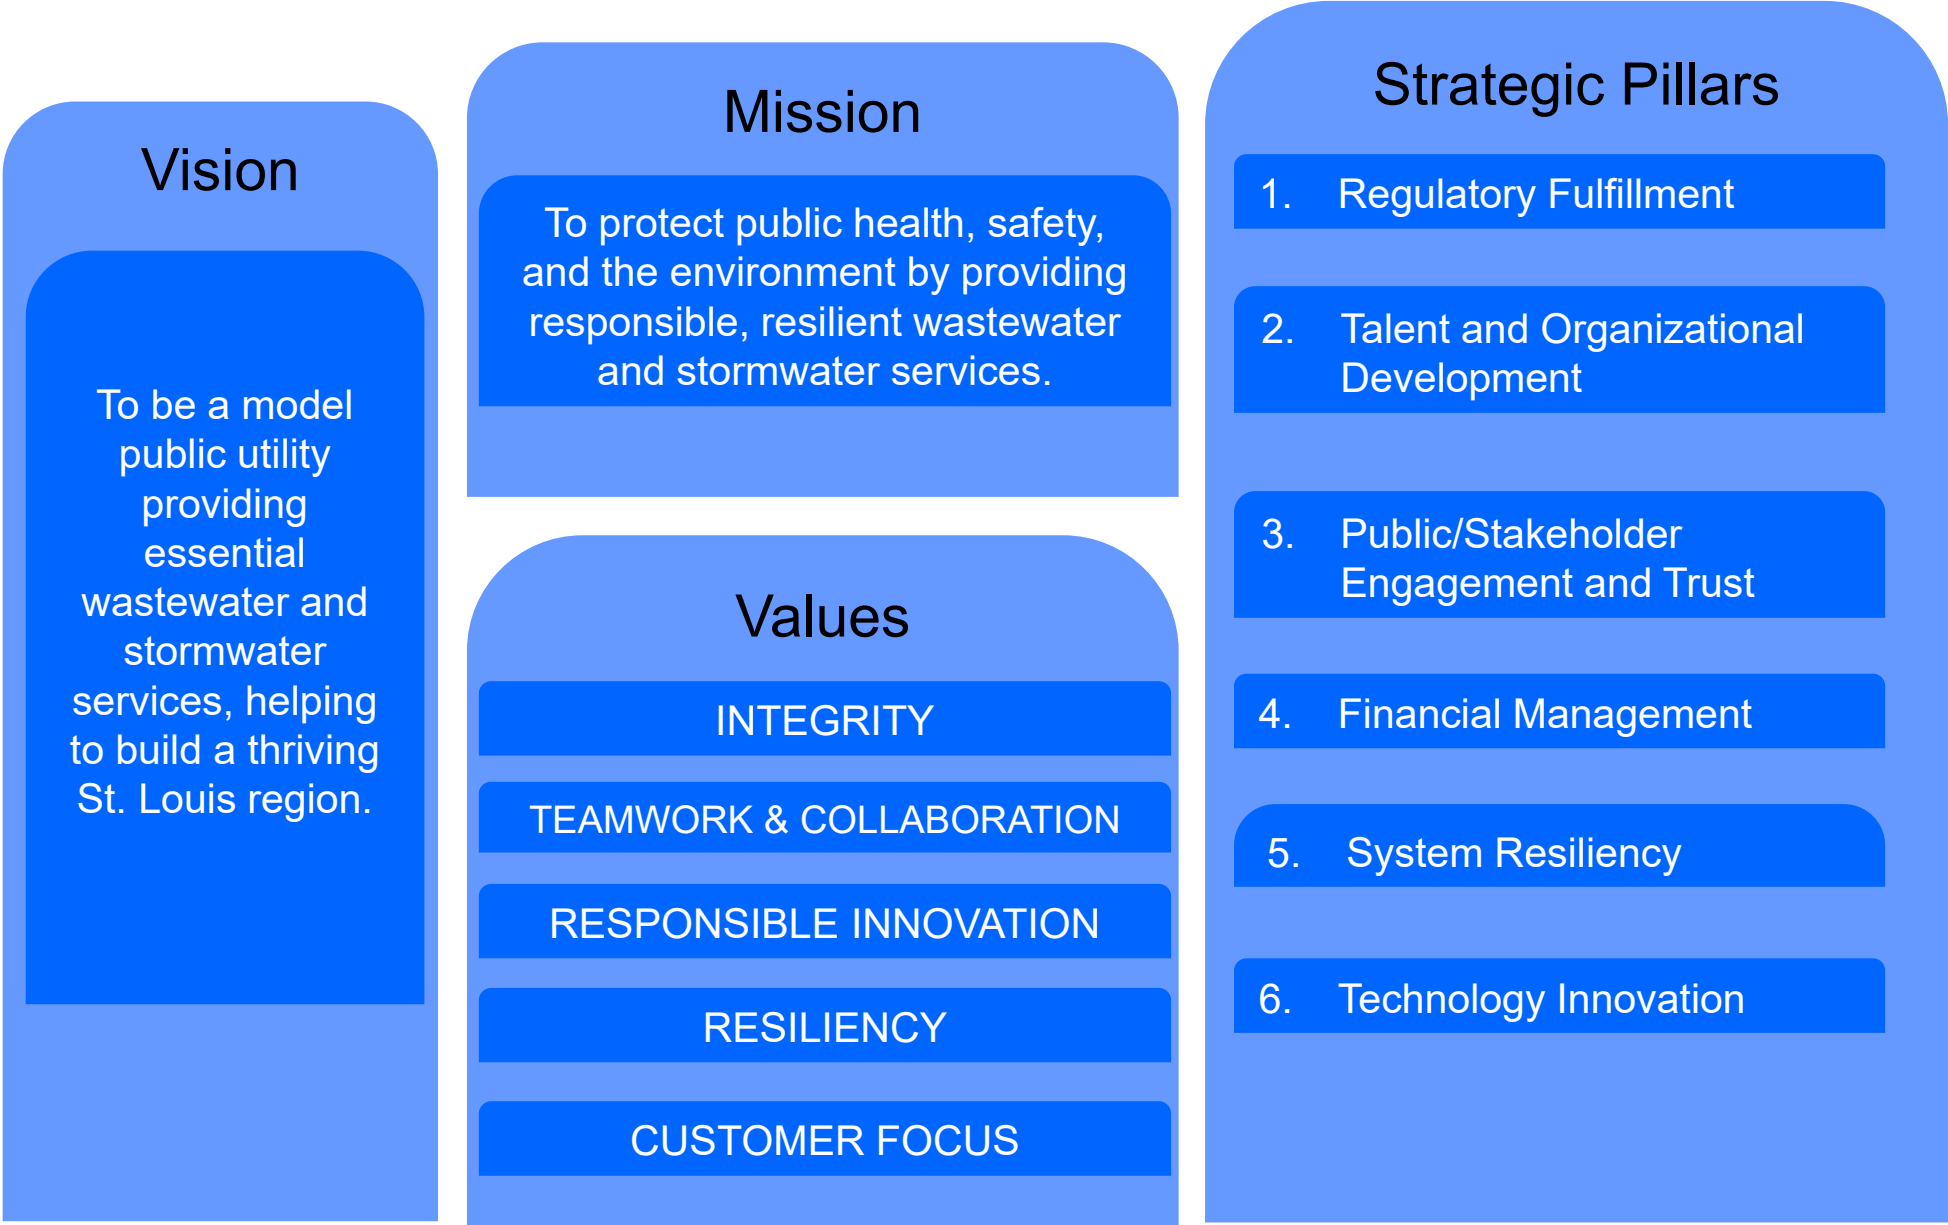 Vision
To be a model
public utility
providing
essential
wastewater and
stormwater
services, helping
to build a thriving
St. Louis region.
Mission
To protect public health, safety,
and the environment by providing
responsible, resilient wastewater
and stormwater services.
Values
INTEGRITY
TEAMWORK & COLLABORATION
RESPONSIBLE INNOVATION
RESILIENCY
CUSTOMER FOCUS
Strategic Pillars
1. Regulatory Fulfillment
2. Talent and Organizational
Development
3. Public/Stakeholder
Engagement and Trust
4. Financial Management
5. System Resiliency
6. Technology Innovation